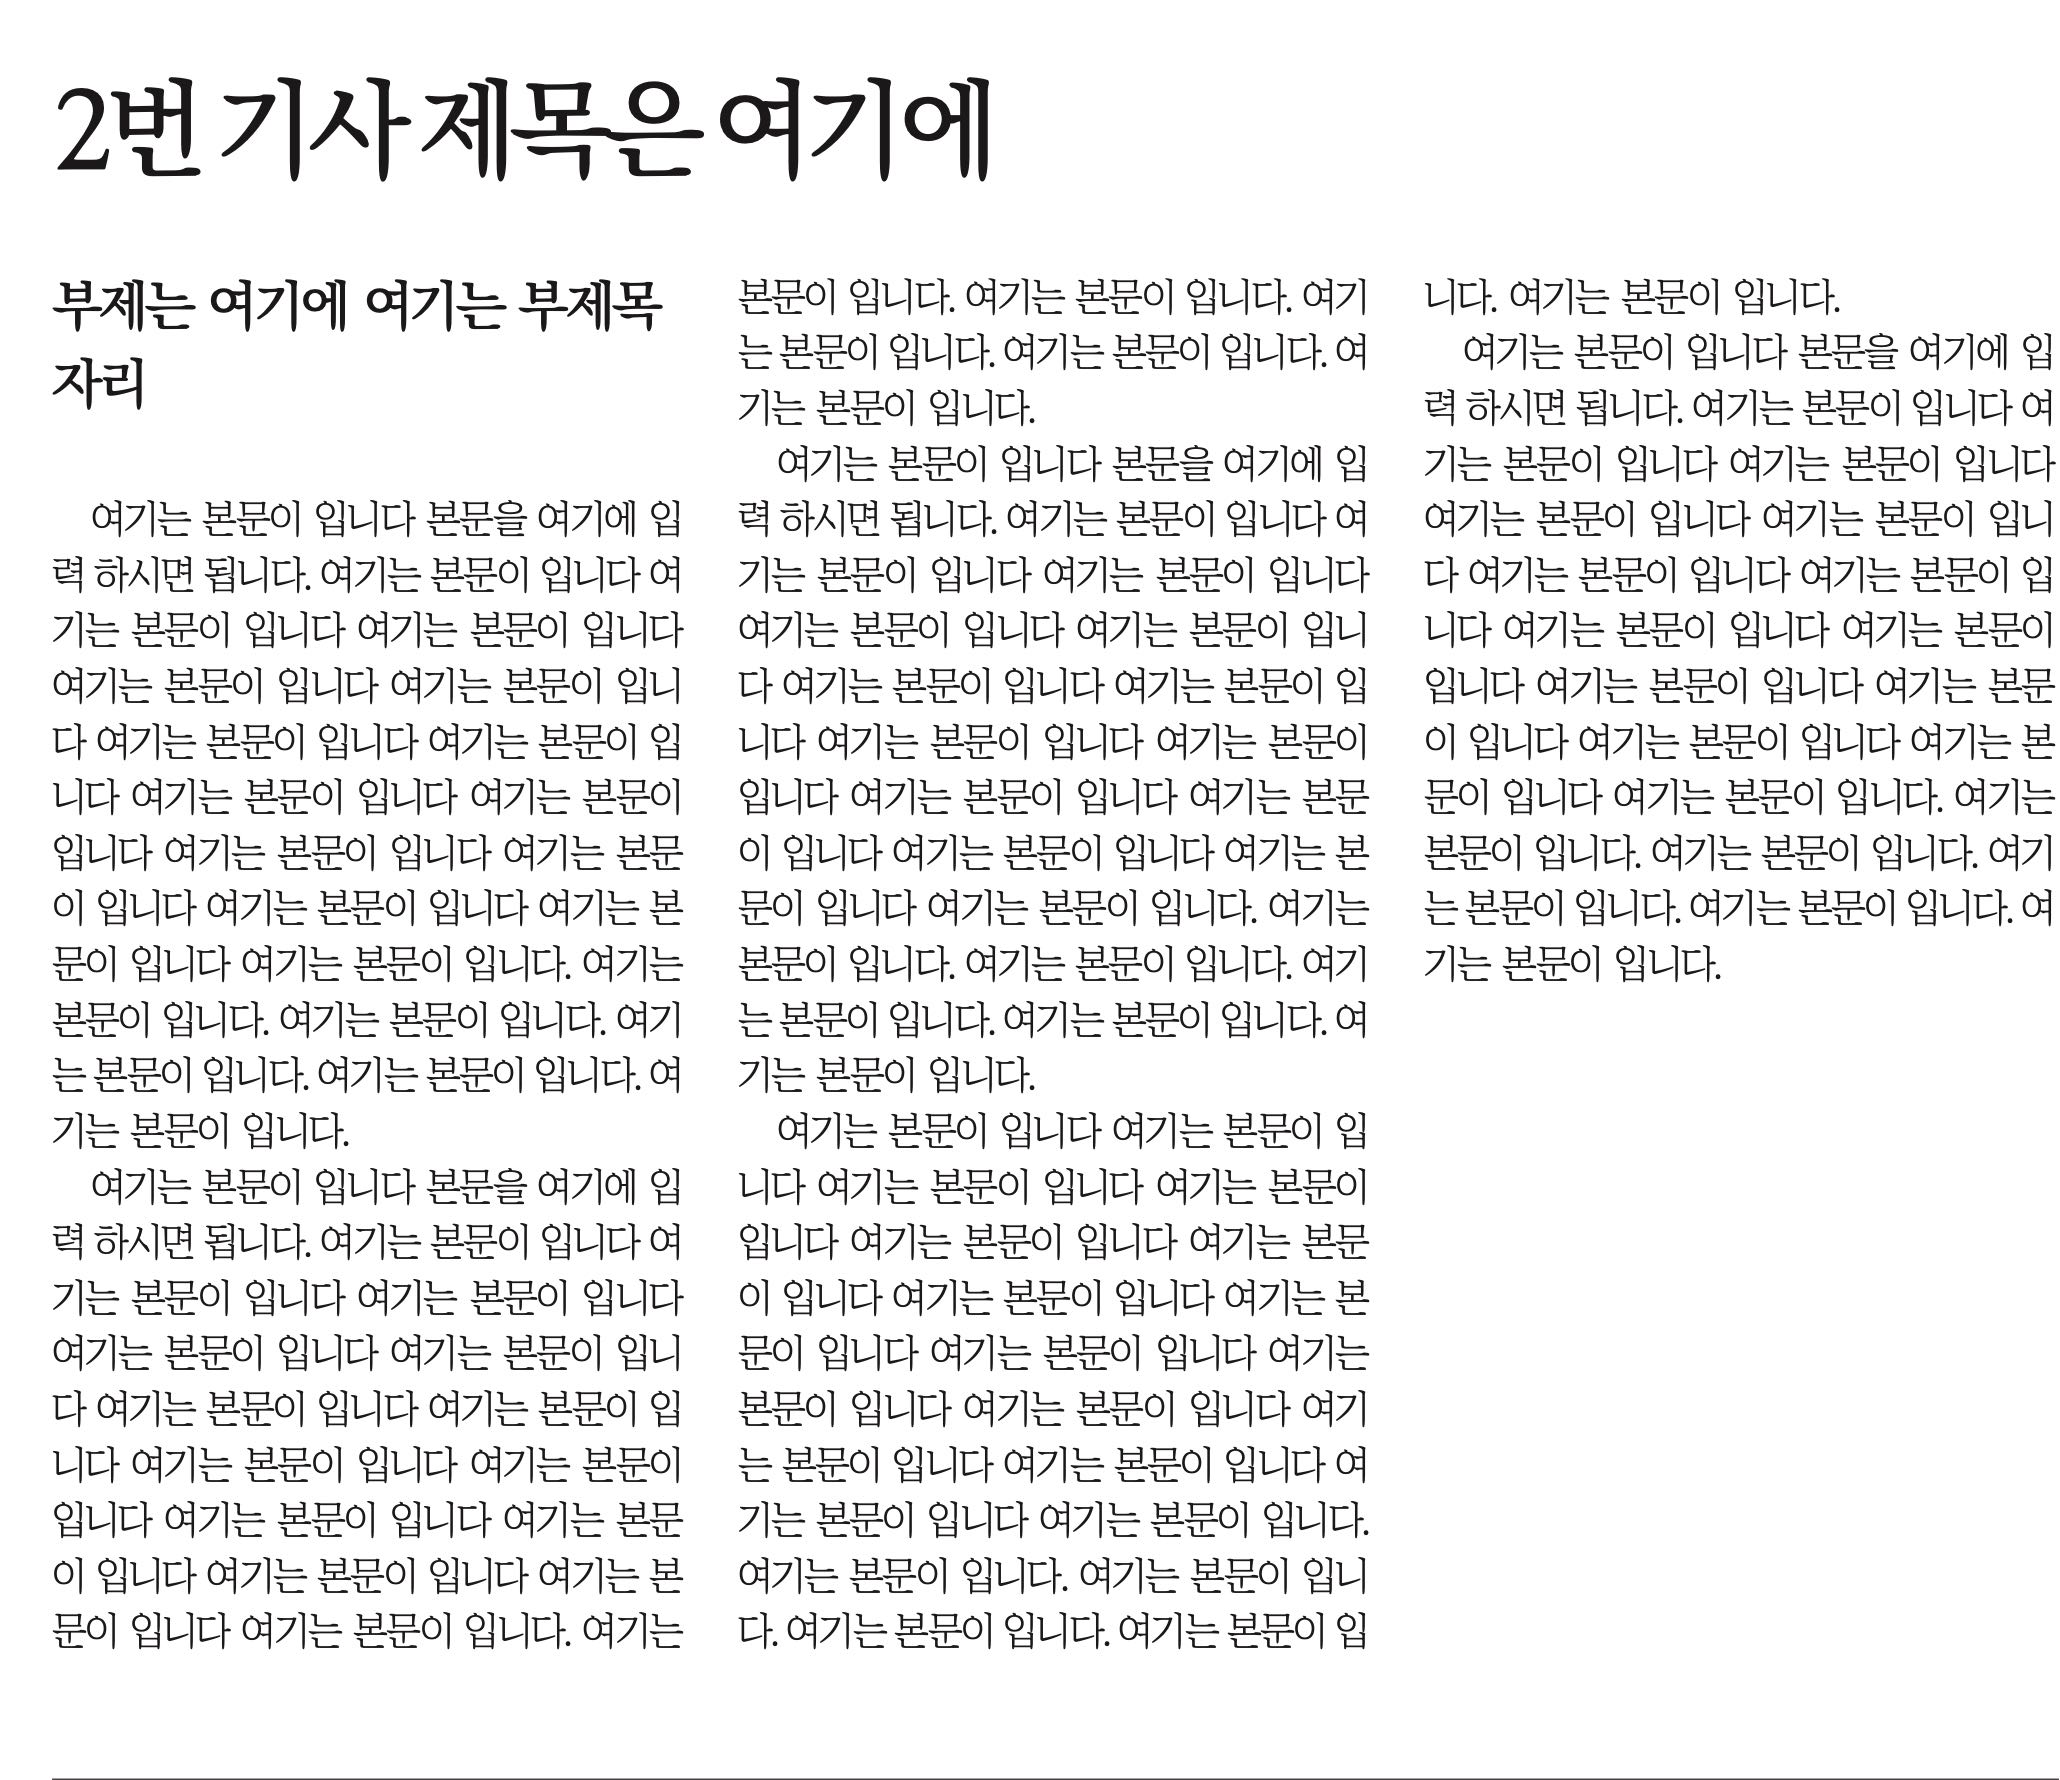 2번 기사 제목은 여기에
부제는 여기에 여기는 부제목
자리
여기는 본문이 입니다 본문을 여기에 입
력 하시면 됩니다. 여기는 본문이 입니다 여
기는 본문이 입니다 여기는 본문이 입니다
여기는 본문이 입니다 여기는 본문이 입니
다 여기는 본문이 입니다 여기는 본문이 입
니다 여기는 본문이 입니다 여기는 본문이
입니다 여기는 본문이 입니다 여기는 본문
이 입니다 여기는 본문이 입니다 여기는 본
문이 입니다 여기는 본문이 입니다. 여기는
본문이 입니다. 여기는 본문이 입니다. 여기
는 본문이 입니다. 여기는 본문이 입니다. 여
기는 본문이 입니다.
여기는 본문이 입니다 본문을 여기에 입
력 하시면 됩니다. 여기는 본문이 입니다 여
기는 본문이 입니다 여기는 본문이 입니다
여기는 본문이 입니다 여기는 본문이 입니
다 여기는 본문이 입니다 여기는 본문이 입
니다 여기는 본문이 입니다 여기는 본문이
입니다 여기는 본문이 입니다 여기는 본문
이 입니다 여기는 본문이 입니다 여기는 본
문이 입니다 여기는 본문이 입니다. 여기는
본문이 입니다. 여기는 본문이 입니다. 여기
는 본문이 입니다. 여기는 본문이 입니다. 여
기는 본문이 입니다.
여기는 본문이 입니다 본문을 여기에 입
력 하시면 됩니다. 여기는 본문이 입니다 여
기는 본문이 입니다 여기는 본문이 입니다
여기는 본문이 입니다 여기는 본문이 입니
다 여기는 본문이 입니다 여기는 본문이 입
니다 여기는 본문이 입니다 여기는 본문이
입니다 여기는 본문이 입니다 여기는 본문
이 입니다 여기는 본문이 입니다 여기는 본
문이 입니다 여기는 본문이 입니다. 여기는
본문이 입니다. 여기는 본문이 입니다. 여기
는 본문이 입니다. 여기는 본문이 입니다. 여
기는 본문이 입니다.
여기는 본문이 입니다 여기는 본문이 입
니다 여기는 본문이 입니다 여기는 본문이
입니다 여기는 본문이 입니다 여기는 본문
이 입니다 여기는 본문이 입니다 여기는 본
문이 입니다 여기는 본문이 입니다 여기는
본문이 입니다 여기는 본문이 입니다 여기
는 본문이 입니다 여기는 본문이 입니다 여
기는 본문이 입니다 여기는 본문이 입니다.
여기는 본문이 입니다. 여기는 본문이 입니
다. 여기는 본문이 입니다. 여기는 본문이 입
니다. 여기는 본문이 입니다.
여기는 본문이 입니다 본문을 여기에 입
력 하시면 됩니다. 여기는 본문이 입니다 여
기는 본문이 입니다 여기는 본문이 입니다
여기는 본문이 입니다 여기는 본문이 입니
다 여기는 본문이 입니다 여기는 본문이 입
니다 여기는 본문이 입니다 여기는 본문이
입니다 여기는 본문이 입니다 여기는 본문
이 입니다 여기는 본문이 입니다 여기는 본
문이 입니다 여기는 본문이 입니다. 여기는
본문이 입니다. 여기는 본문이 입니다. 여기
는 본문이 입니다. 여기는 본문이 입니다. 여
기는 본문이 입니다.